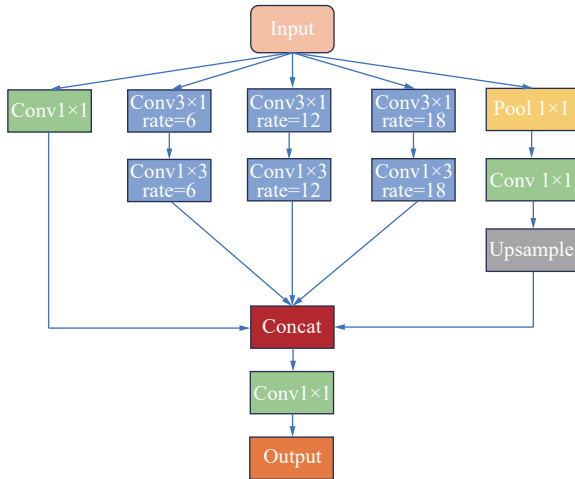 Input
Conv1×1
Conv3×1
rate=6
Conv3×1
rate=12
Conv3×1
rate=18
Pool 1×1
Conv1×3
rate=6
Conv1×3
rate=12
Conv1×3
rate=18
Conv 1×1
Upsample
Concat
Conv1×1
Output